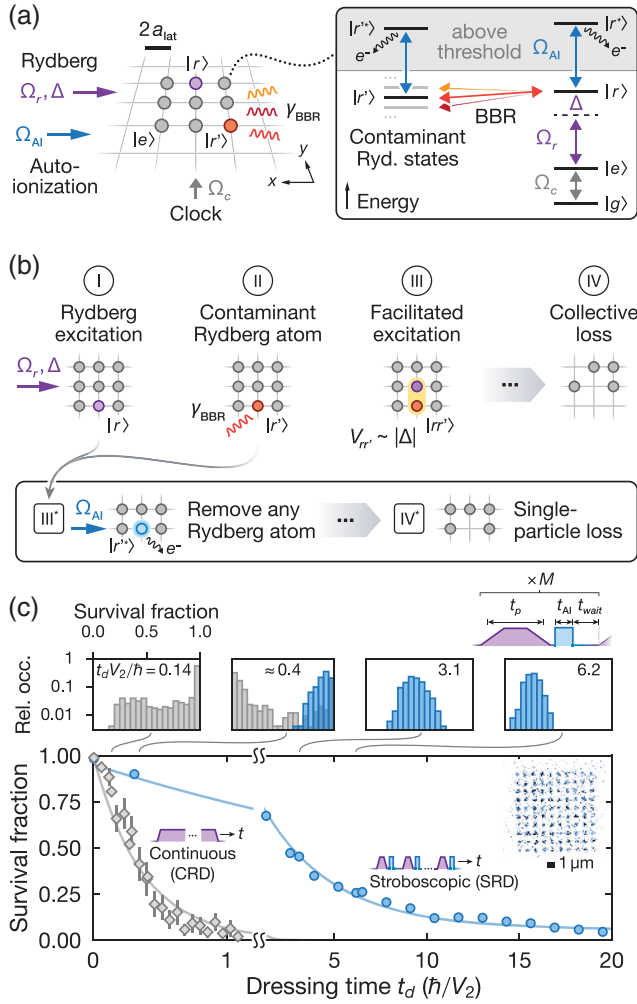 (a)
2a_lat
Rydberg
Ω_r, Δ
|r⟩
Ω_AI
|e⟩
|r'⟩
γ_BBR
Auto-
ionization
Ω_c
Clock
x
y
|r'*⟩
e-
above
threshold
Ω_AI
|r*⟩
e-
|r'⟩
BBR
|r⟩
Δ
Contaminant
Ryd. states
Ω_r
|e⟩
Energy
Ω_c
|g⟩
(b)
I
II
III
IV
Rydberg
excitation
Contaminant
Rydberg atom
Facilitated
excitation
Collective
loss
Ω_r, Δ
|r⟩
γ_BBR
|rr'⟩
V_rr' ~ |Δ|
...
III*
Ω_AI
|r'*⟩
e-
Remove any
Rydberg atom
...
IV*
Single-
particle loss
(c)
Survival fraction
0.0 0.5 1.0
× M
t_p t_AI t_wait
Rel. occ.
1
0.1
0.01
t_dV_2/ħ = 0.14
≈ 0.4
3.1
6.2
Survival fraction
1.00
0.75
0.50
0.25
0.00
... t
Continuous
(CRD)
... t
Stroboscopic (SRD)
1 µm
0 1 5 10 15 20
Dressing time t_d (ħ/V_2)